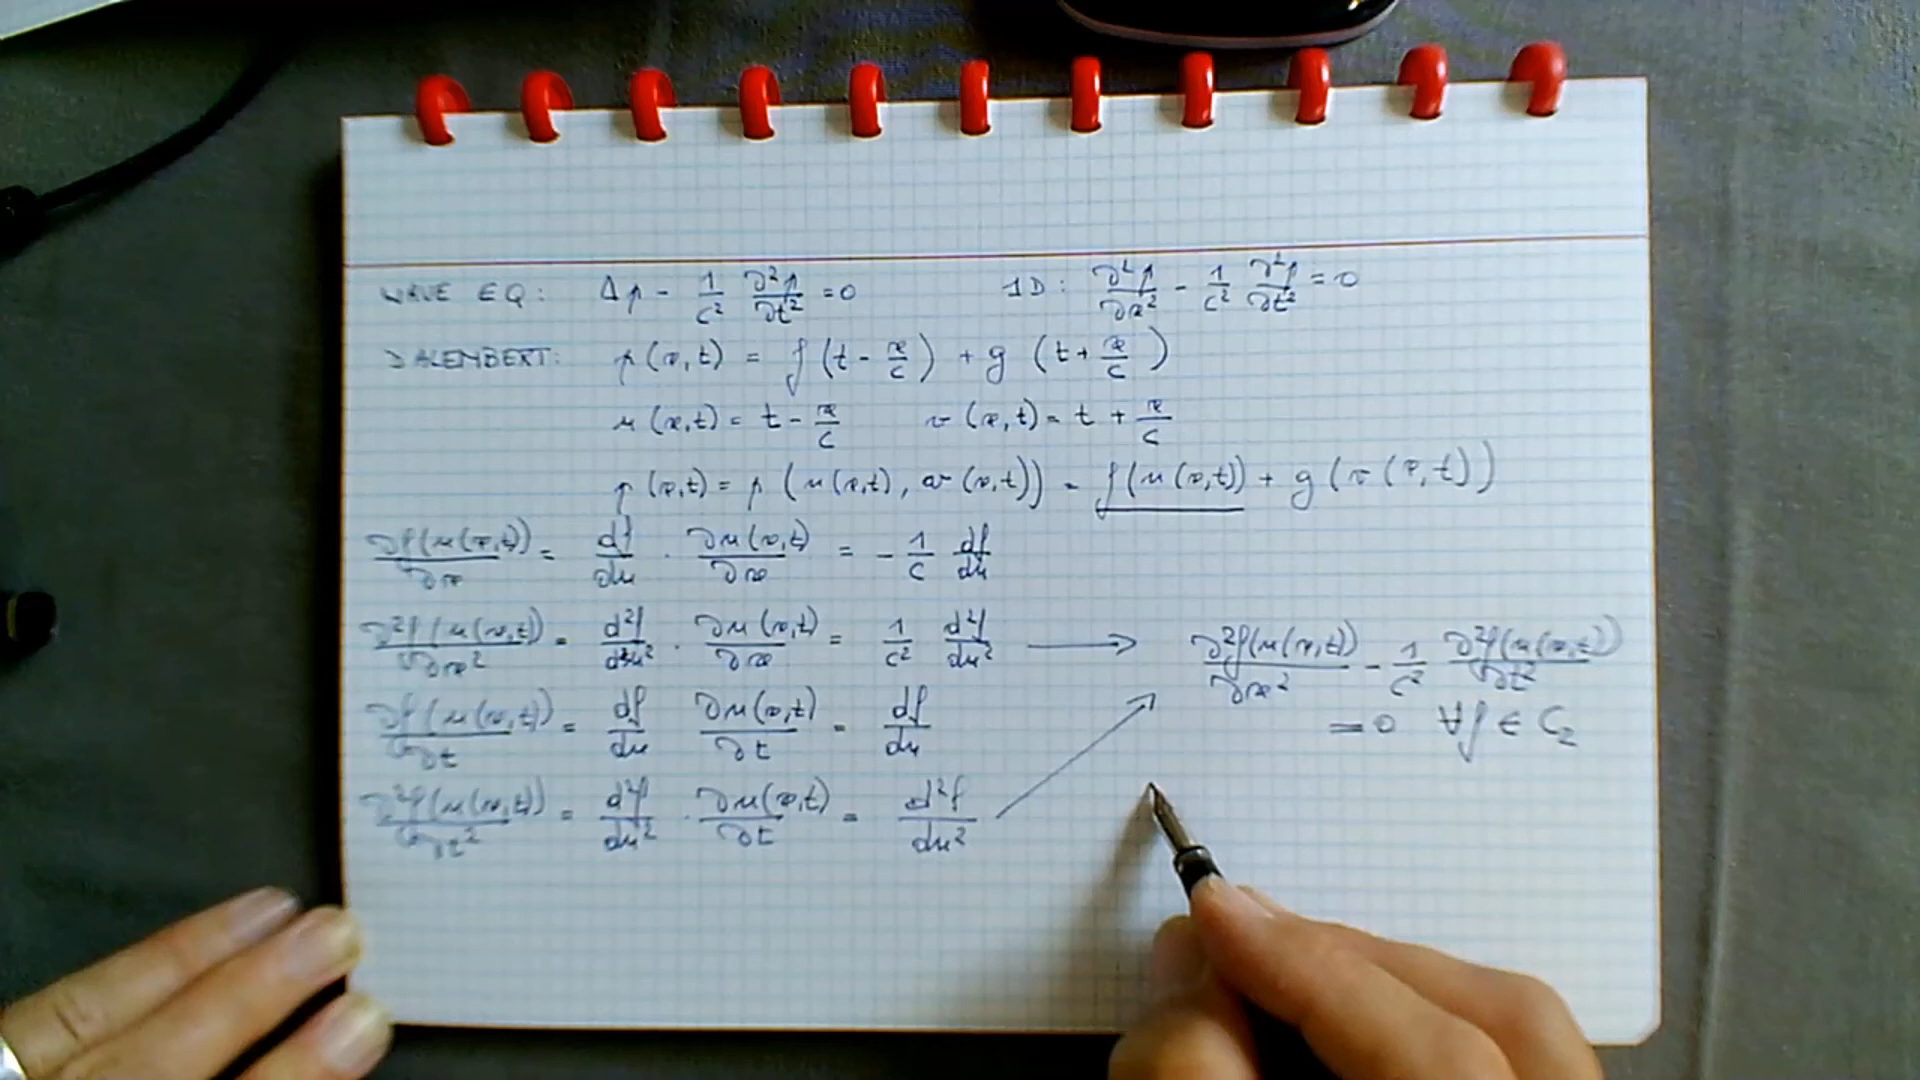 WAVE EQ: Δp - 1/c² ∂²p/∂t² = 0 1D: ∂²p/∂x² - 1/c² ∂²p/∂t² = 0
DALEMBERT: p(x,t) = f(t - x/c) + g(t + x/c)
u(x,t) = t - x/c v(x,t) = t + x/c
p(x,t) = p(u(x,t), v(x,t)) = f(u(x,t)) + g(v(x,t))
∂f(u(x,t))/∂x = df/du · ∂u(x,t)/∂x = - 1/c df/du
∂²f(u(x,t))/∂x² = d²f/du² · ∂u(x,t)/∂x = 1/c² d²f/du² → ∂²f(u(x,t))/∂x² - 1/c² ∂²f(u(x,t))/∂t²
∂f(u(x,t))/∂t = df/du ∂u(x,t)/∂t = df/du = 0 ∀f ∈ C₂
∂²f(u(x,t))/∂t² = d²f/du² · ∂u(x,t)/∂t = d²f/du²